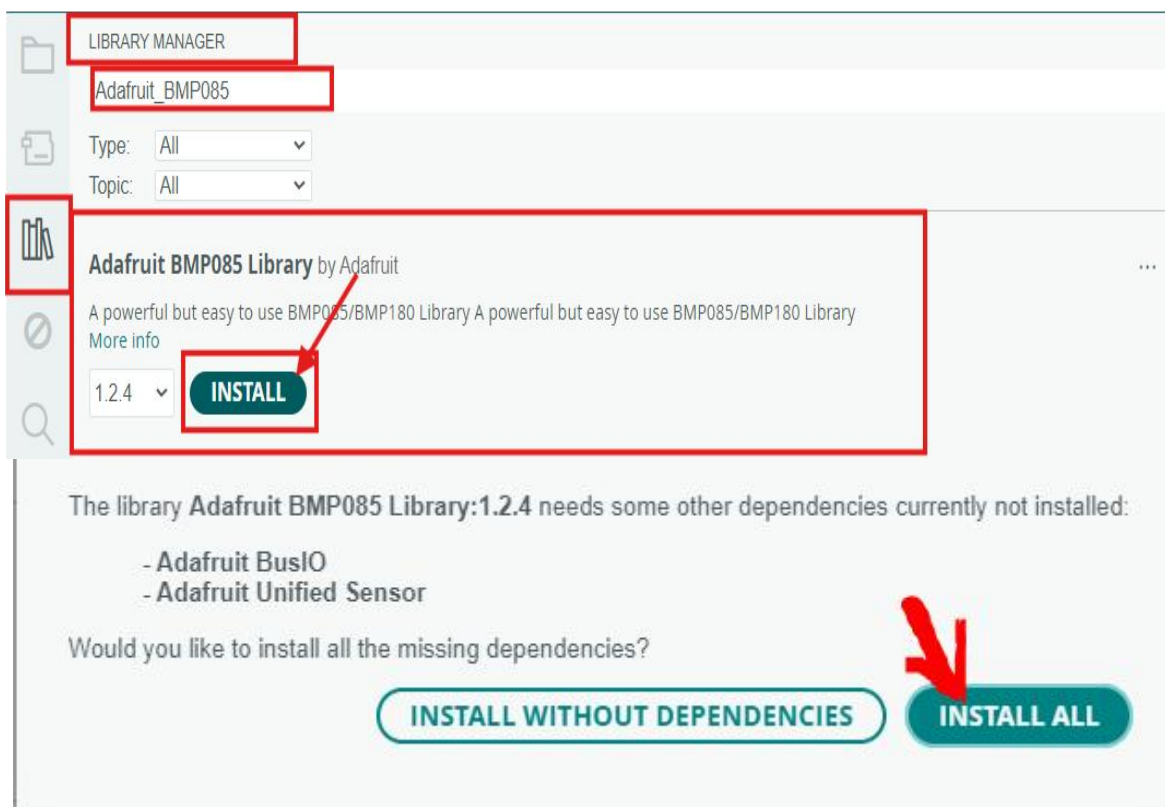 LIBRARY MANAGER
Adafruit_BMP085
Type: All
Topic: All
Adafruit BMP085 Library by Adafruit
...
A powerful but easy to use BMP085/BMP180 Library A powerful but easy to use BMP085/BMP180 Library
More info
1.2.4 INSTALL
The library Adafruit BMP085 Library:1.2.4 needs some other dependencies currently not installed:
- Adafruit BusIO
- Adafruit Unified Sensor
Would you like to install all the missing dependencies?
INSTALL WITHOUT DEPENDENCIES INSTALL ALL